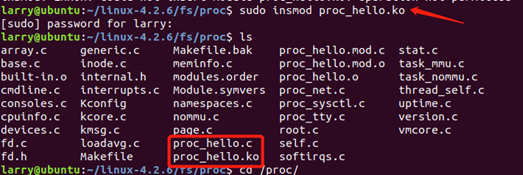 larry@ubuntu:~/linux-4.2.6/fs/proc$ sudo insmod proc_hello.ko
[sudo] password for larry:
larry@ubuntu:~/linux-4.2.6/fs/proc$ ls
array.c generic.c Makefile.bak proc_hello.mod.c stat.c
base.c inode.c meminfo.c proc_hello.mod.o task_mmu.c
built-in.o internal.h modules.order proc_hello.o task_nommu.c
cmdline.c interrupts.c Module.symvers proc_net.c thread_self.c
consoles.c Kconfig namespaces.c proc_sysctl.c uptime.c
cpuinfo.c kcore.c nommu.c proc_tty.c version.c
devices.c kmsg.c page.c root.c vmcore.c
fd.c loadavg.c proc_hello.c self.c
fd.h Makefile proc_hello.ko softirqs.c
larry@ubuntu:~/linux-4.2.6/fs/proc$ cd /proc/